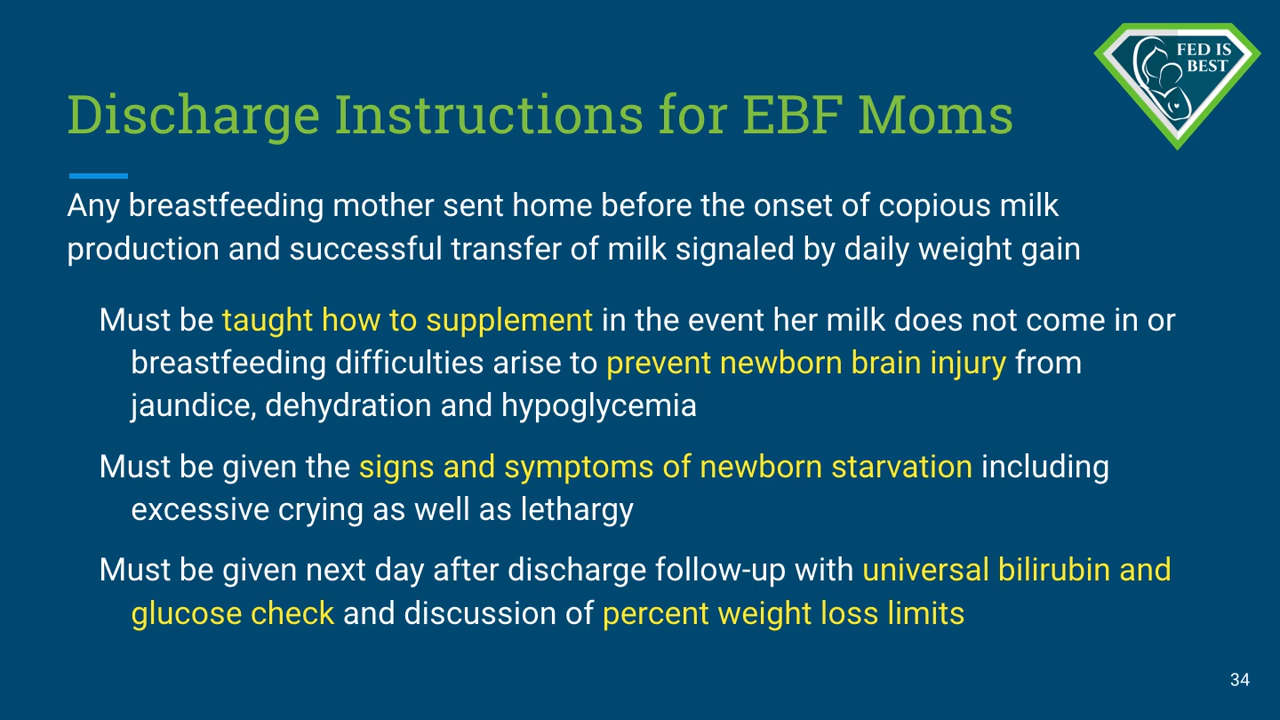 FED IS
BEST
Discharge Instructions for EBF Moms
Any breastfeeding mother sent home before the onset of copious milk
production and successful transfer of milk signaled by daily weight gain
Must be taught how to supplement in the event her milk does not come in or
breastfeeding difficulties arise to prevent newborn brain injury from
jaundice, dehydration and hypoglycemia
Must be given the signs and symptoms of newborn starvation including
excessive crying as well as lethargy
Must be given next day after discharge follow-up with universal bilirubin and
glucose check and discussion of percent weight loss limits
34